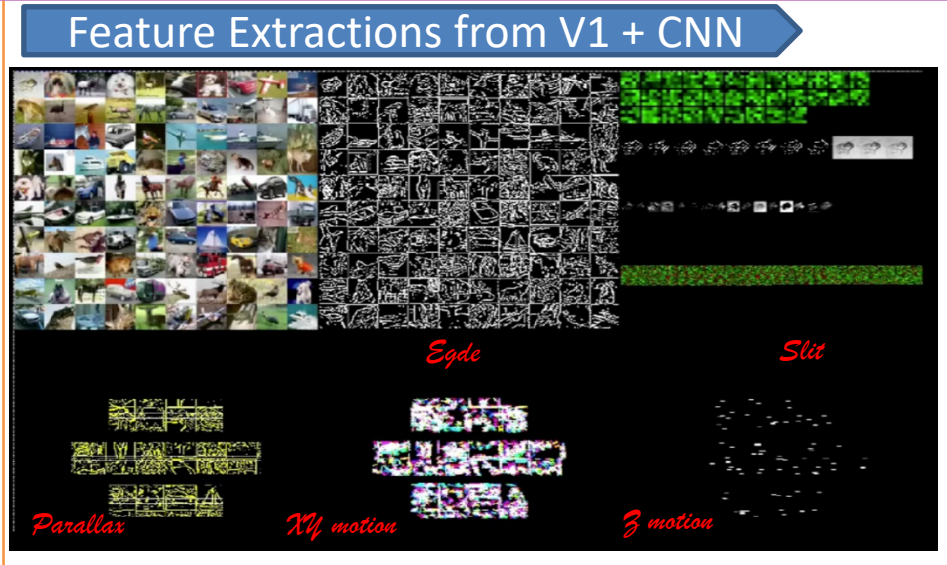 Feature Extractions from V1 + CNN
Egde
Slit
Parallax
XY motion
Z motion